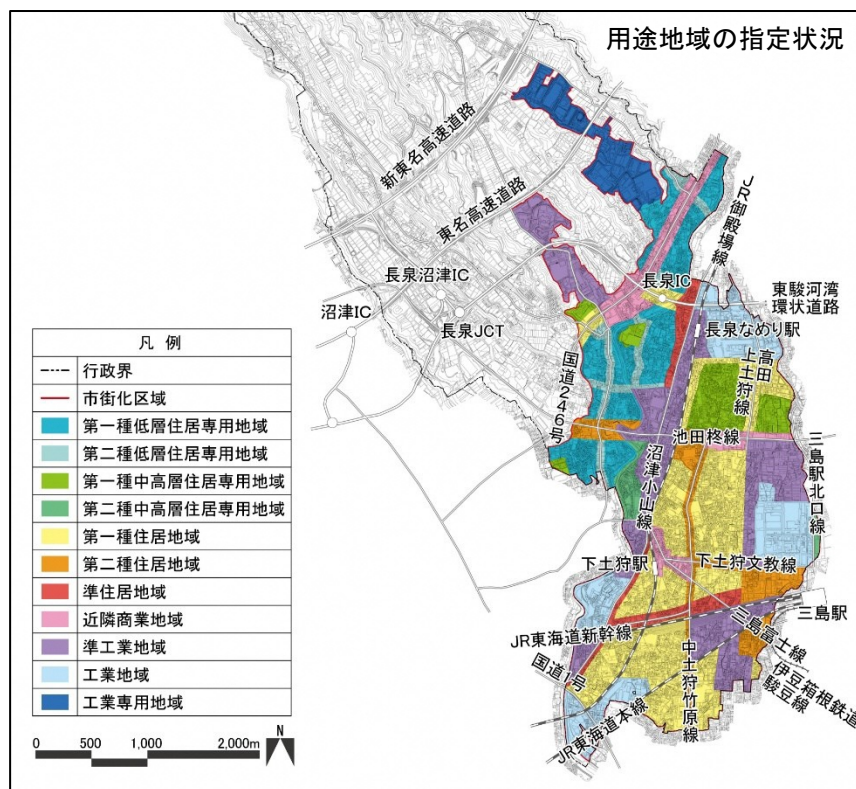 用途地域の指定状況
新東名高速道路
東名高速道路
JR御殿場線
長泉沼津IC
沼津IC
長泉JCT
長泉IC
東駿河湾
環状道路
長泉なめり駅
国道246号
高田
上土狩線
池田柊線
沼津小山線
三島駅北口線
下土狩駅
下土狩文教線
三島駅
JR東海道新幹線
三島富士線
国道1号
中土狩竹原線
伊豆箱根鉄道
駿豆線
JR東海道本線
凡 例
行政界
市街化区域
第一種低層住居専用地域
第二種低層住居専用地域
第一種中高層住居専用地域
第二種中高層住居専用地域
第一種住居地域
第二種住居地域
準住居地域
近隣商業地域
準工業地域
工業地域
工業専用地域
0 500 1,000 2,000m
N